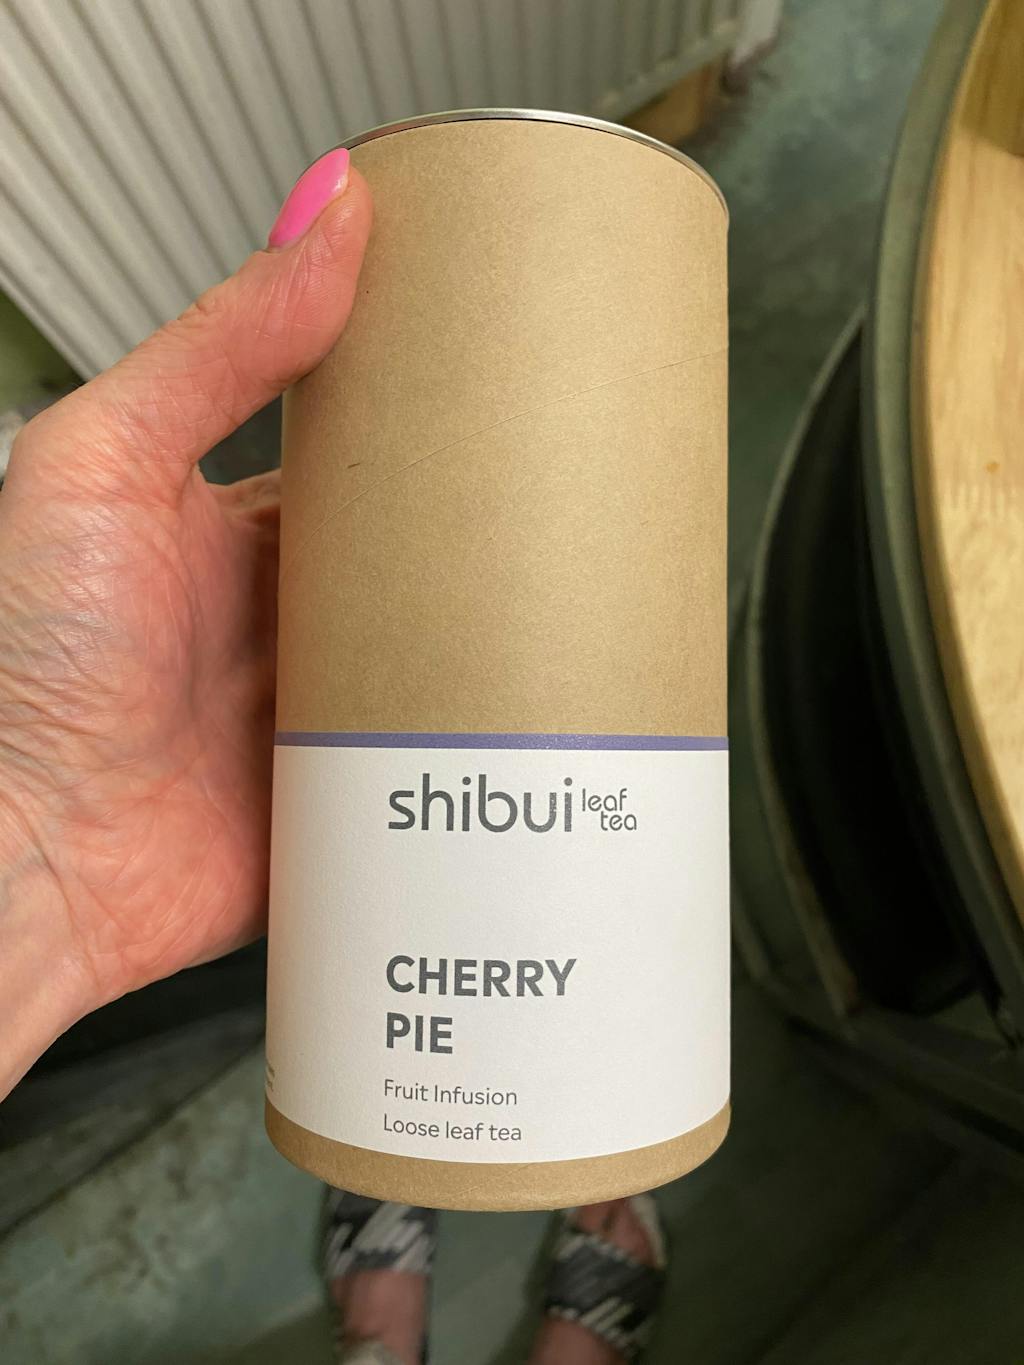 shibui leaf tea
CHERRY
PIE
Fruit Infusion
Loose leaf tea